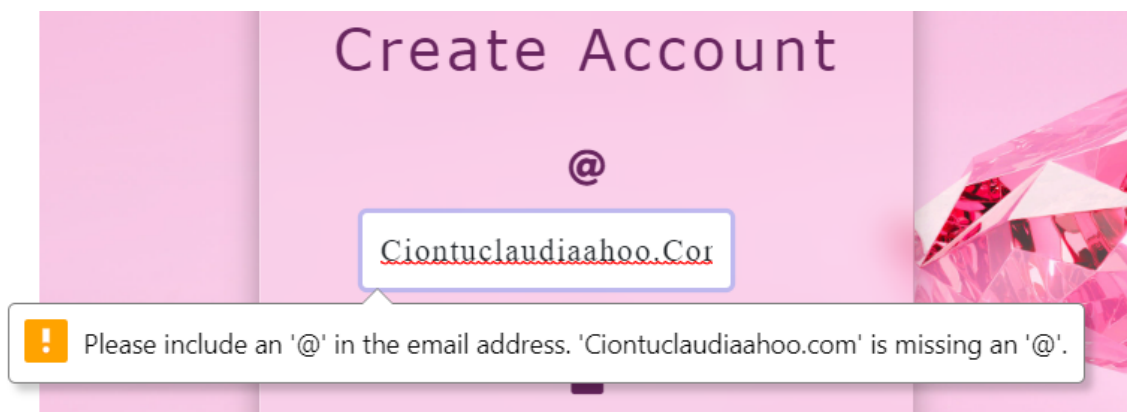 Create Account
@
Ciontuclaudiaahoo.Cor
Please include an '@' in the email address. 'Ciontuclaudiaahoo.com' is missing an '@'.